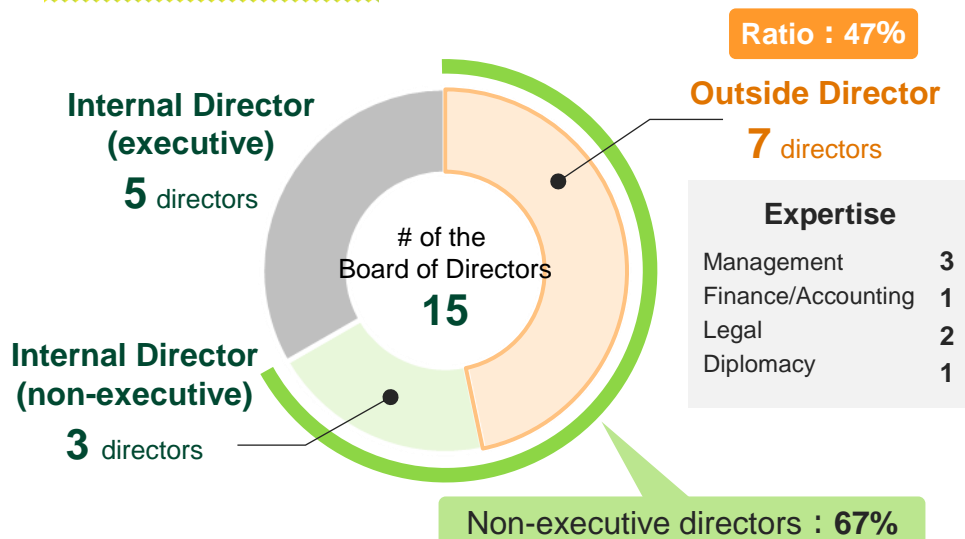 Ratio：47%
Outside Director
7 directors
Internal Director
(executive)
5 directors
# of the
Board of Directors
15
Expertise
Management 3
Finance/Accounting 1
Legal 2
Diplomacy 1
Internal Director
(non-executive)
3 directors
Non-executive directors：67%